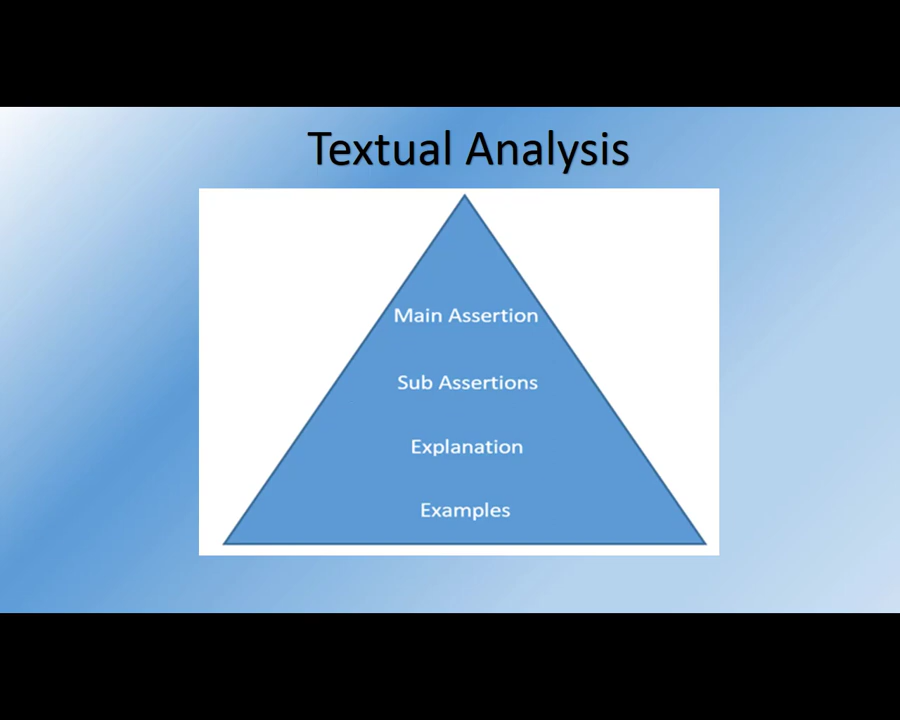 Textual Analysis
Main Assertion
Sub Assertions
Explanation
Examples